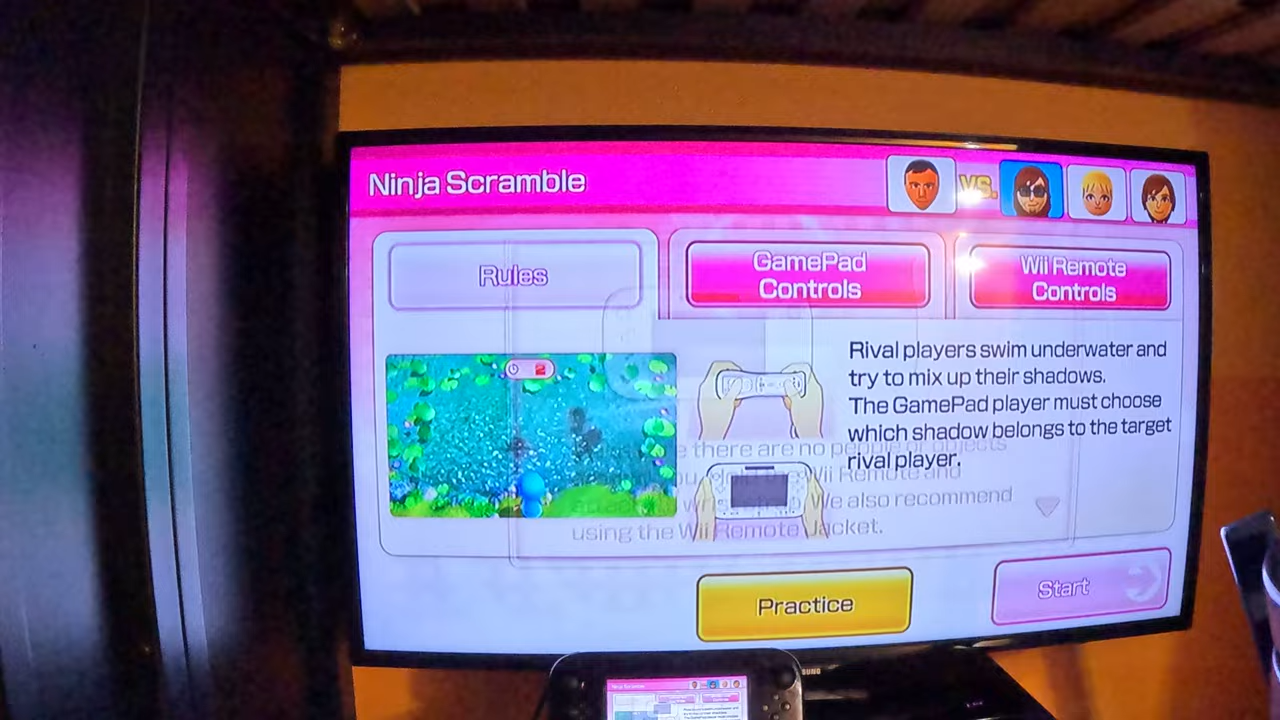 Ninja Scramble
VS.
Rules
GamePad
Controls
Wii Remote
Controls
Rival players swim underwater and
try to mix up their shadows.
The GamePad player must choose
which shadow belongs to the target
rival player.
there are no people or objects
Wii Remote and
We also recommend
using the Wii Remote Jacket.
Practice
Start
Ninja Scramble